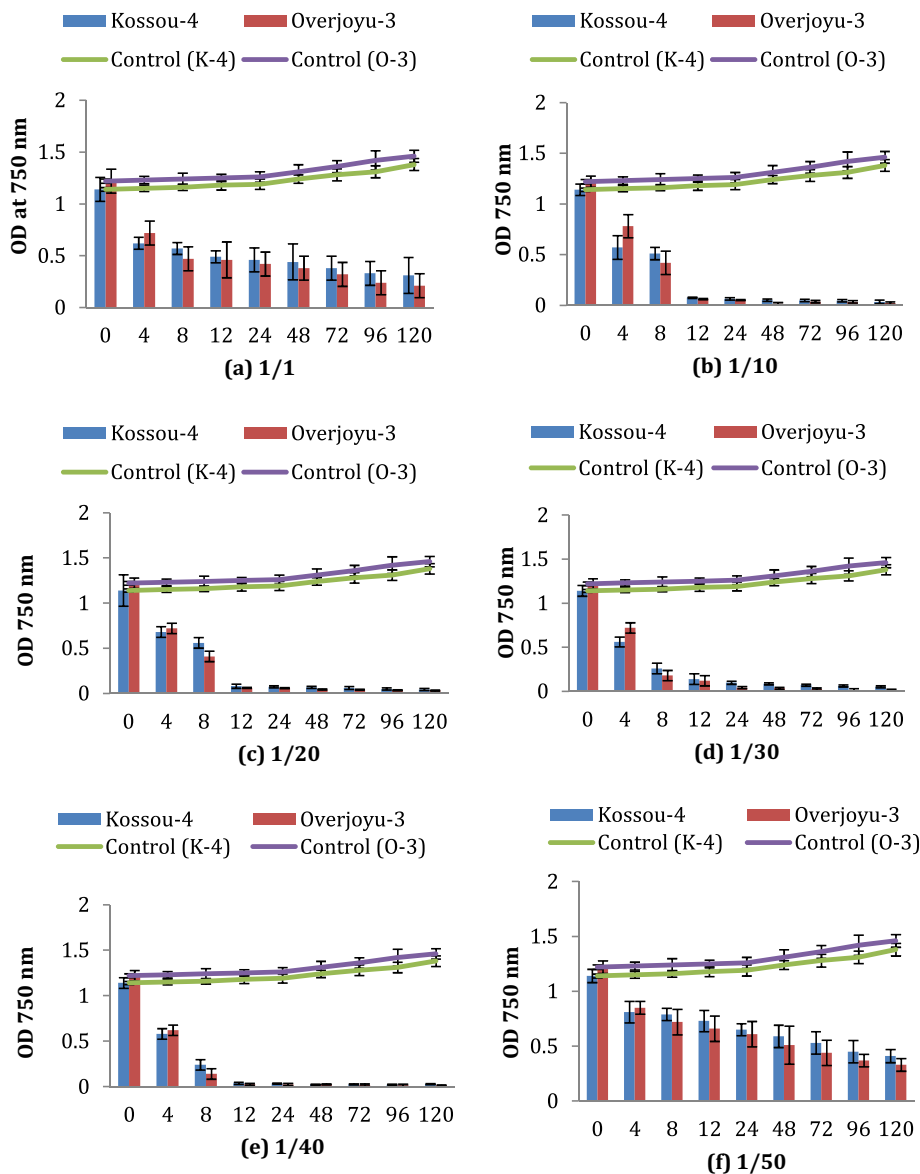 Kossou-4 Overjoyu-3
Control (K-4) Control (O-3)
OD at 750 nm
2
1.5
1
0.5
0
0 4 8 12 24 48 72 96 120
(a) 1/1
Kossou-4 Overjoyu-3
Control (K-4) Control (O-3)
OD 750 nm
2
1.5
1
0.5
0
0 4 8 12 24 48 72 96 120
(b) 1/10
Kossou-4 Overjoyu-3
Control (K-4) Control (O-3)
OD 750 nm
2
1.5
1
0.5
0
0 4 8 12 24 48 72 96 120
(c) 1/20
Kossou-4 Overjoyu-3
Control (K-4) Control (O-3)
OD 750 nm
2
1.5
1
0.5
0
0 4 8 12 24 48 72 96 120
(d) 1/30
Kossou-4 Overjoyu-3
Control (K-4) Control (O-3)
OD 750 nm
2
1.5
1
0.5
0
0 4 8 12 24 48 72 96 120
(e) 1/40
Kossou-4 Overjoyu-3
Control (K-4) Control (O-3)
OD 750 nm
2
1.5
1
0.5
0
0 4 8 12 24 48 72 96 120
(f) 1/50